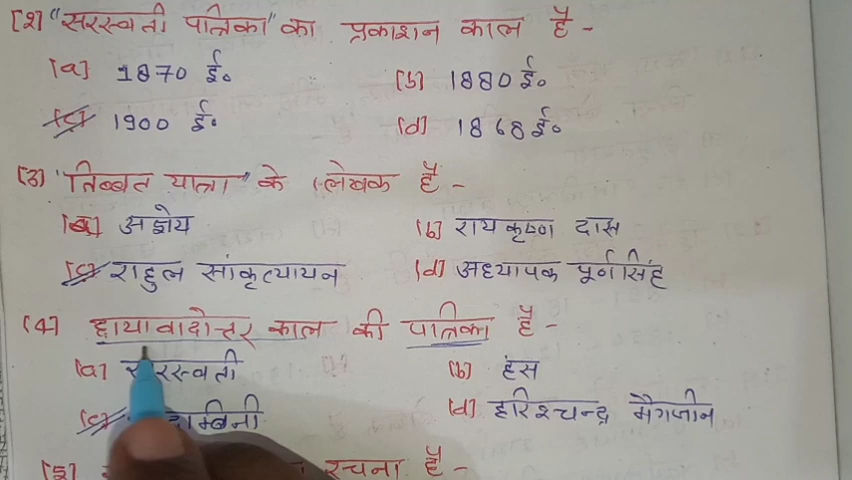 [2] "सरस्वती पत्रिका" का प्रकाशन काल है -
[a] 1870 ई०
[b] 1880 ई०
[c] 1900 ई०
[d] 1868 ई०
[3] "तिब्बत यात्रा" के लेखक है -
[a] अज्ञेय
[b] रायकृष्ण दास
[c] राहुल सांकृत्यायन
[d] अध्यापक पूर्णसिंह
[4] छायावादोत्तर काल की पत्रिका है -
[a] सरस्वती
[b] हंस
[c]
[d] हरिश्चन्द्र मैगजीन
[5] रचना है -